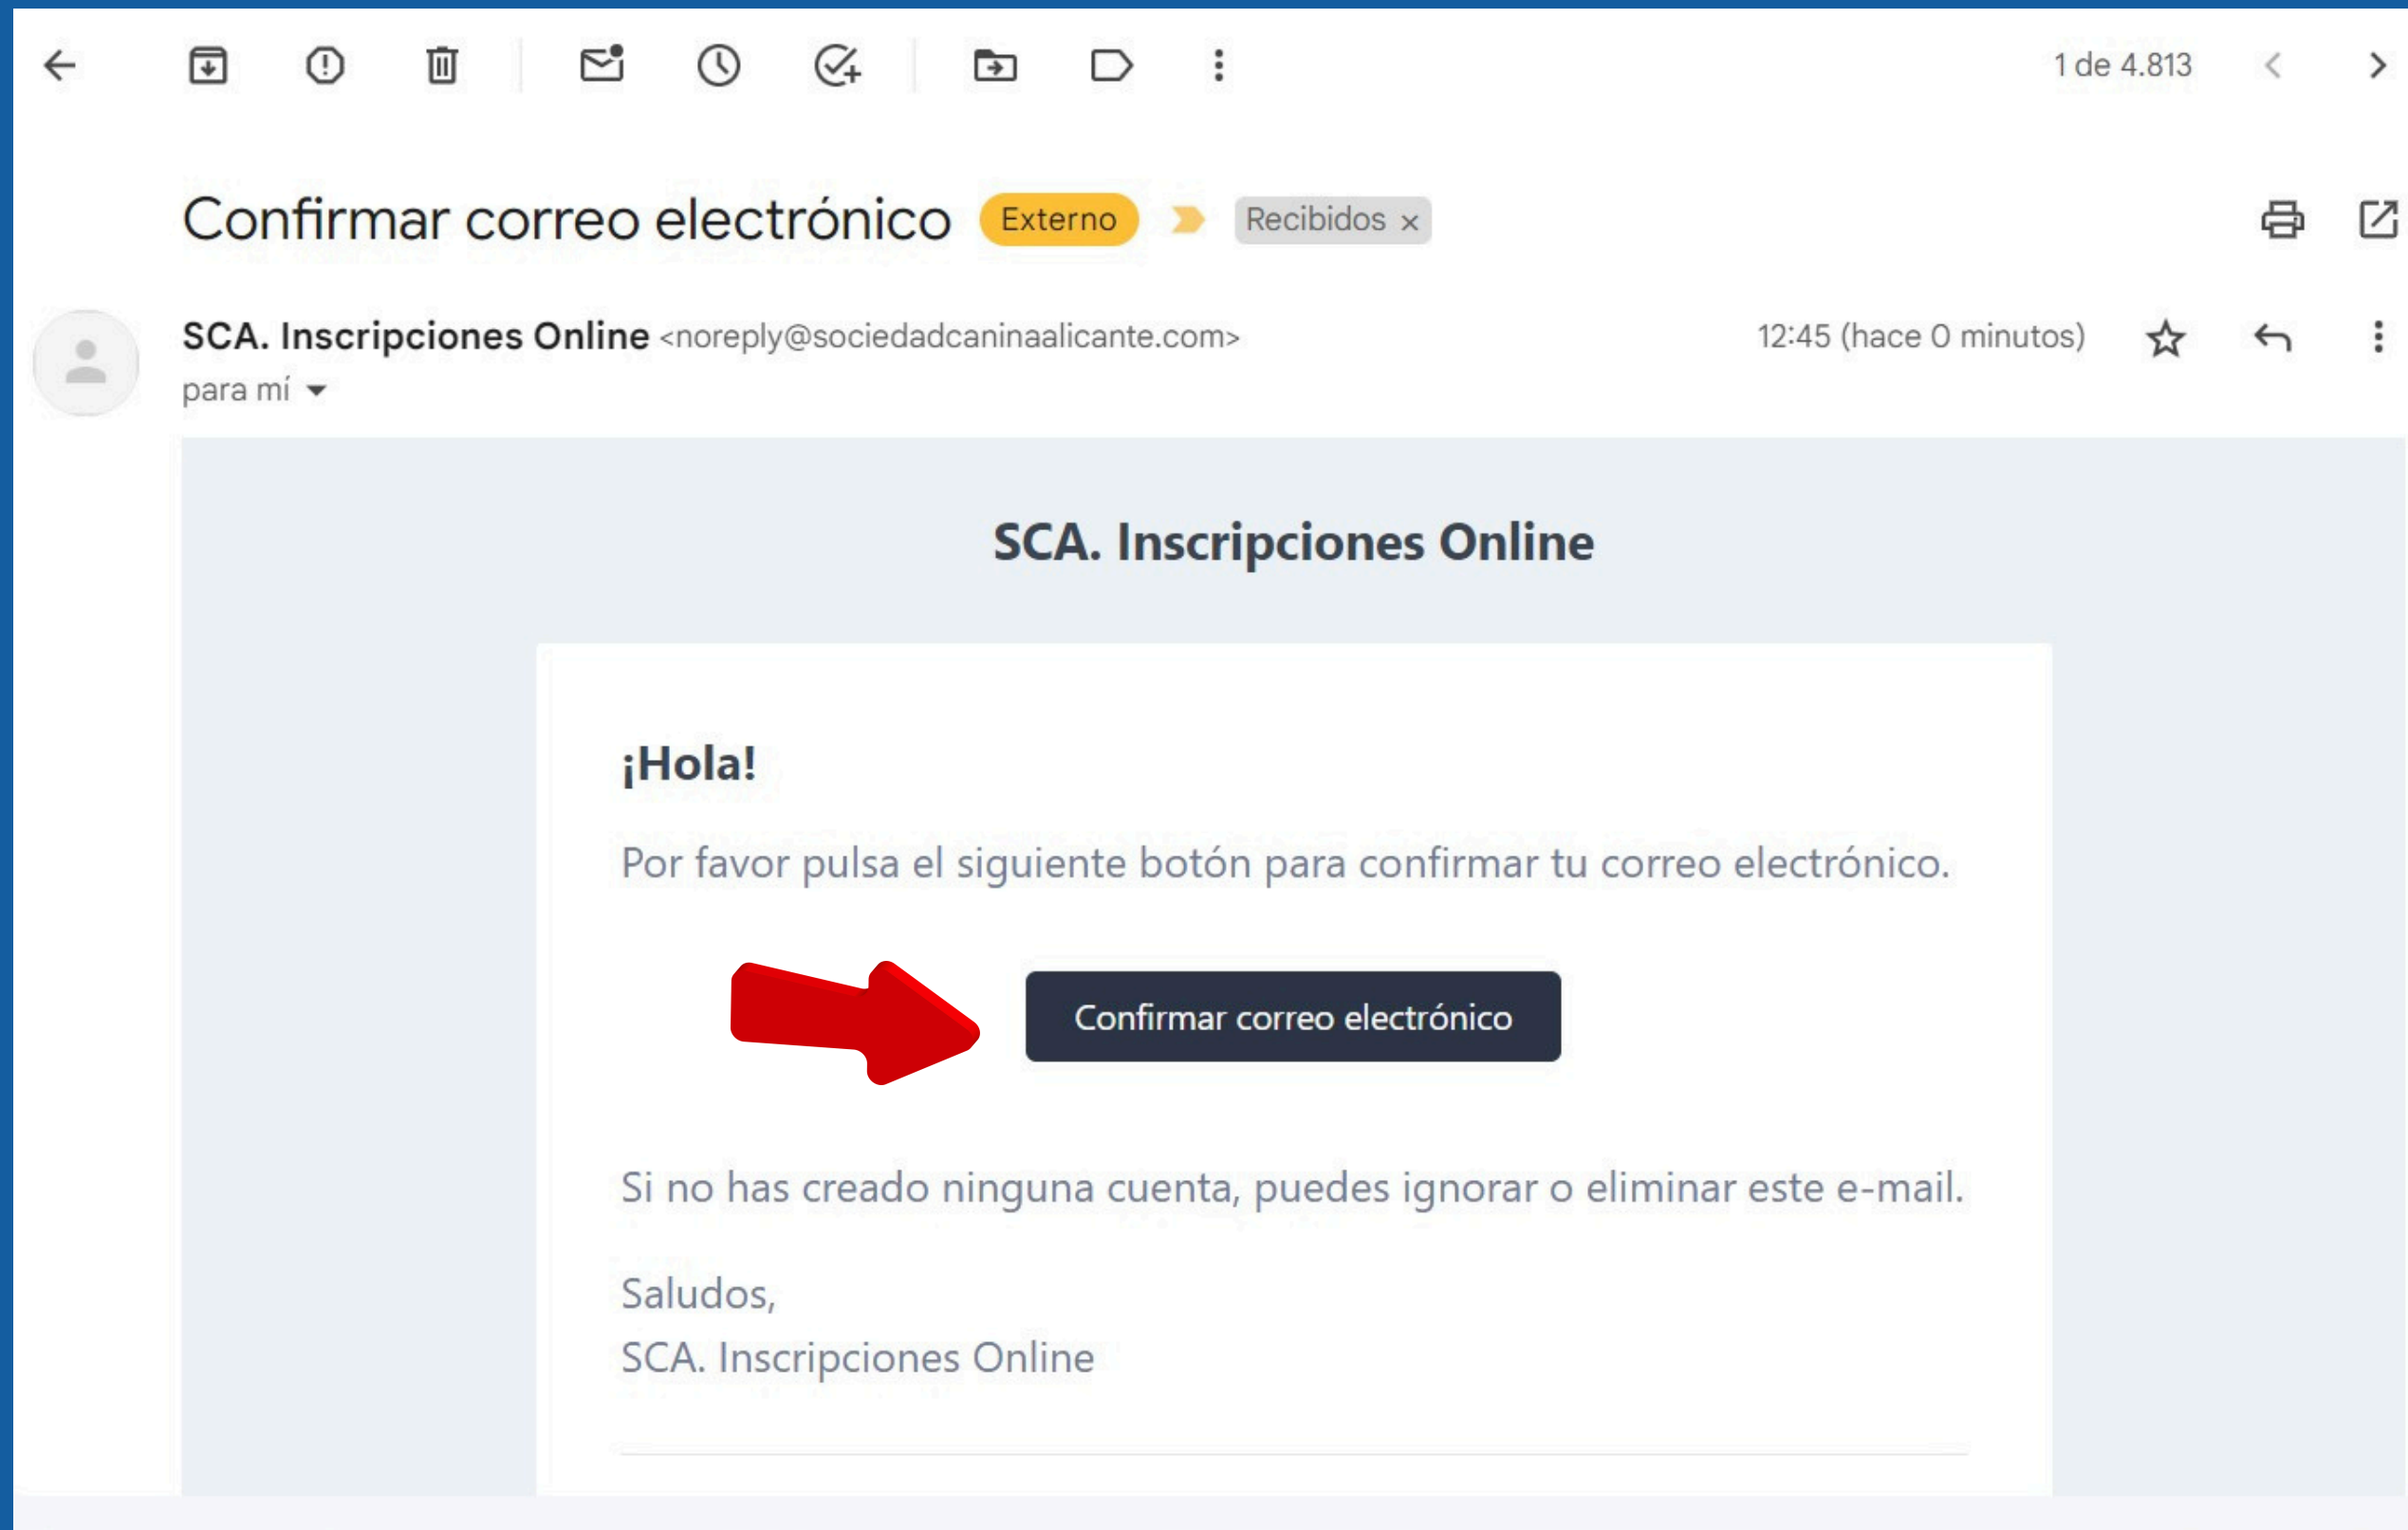 1 de 4.813
Confirmar correo electrónico Externo Recibidos x
SCA. Inscripciones Online <noreply@sociedadcaninaalicante.com> 12:45 (hace 0 minutos)
para mí
SCA. Inscripciones Online
¡Hola!
Por favor pulsa el siguiente botón para confirmar tu correo electrónico.
Confirmar correo electrónico
Si no has creado ninguna cuenta, puedes ignorar o eliminar este e-mail.
Saludos,
SCA. Inscripciones Online